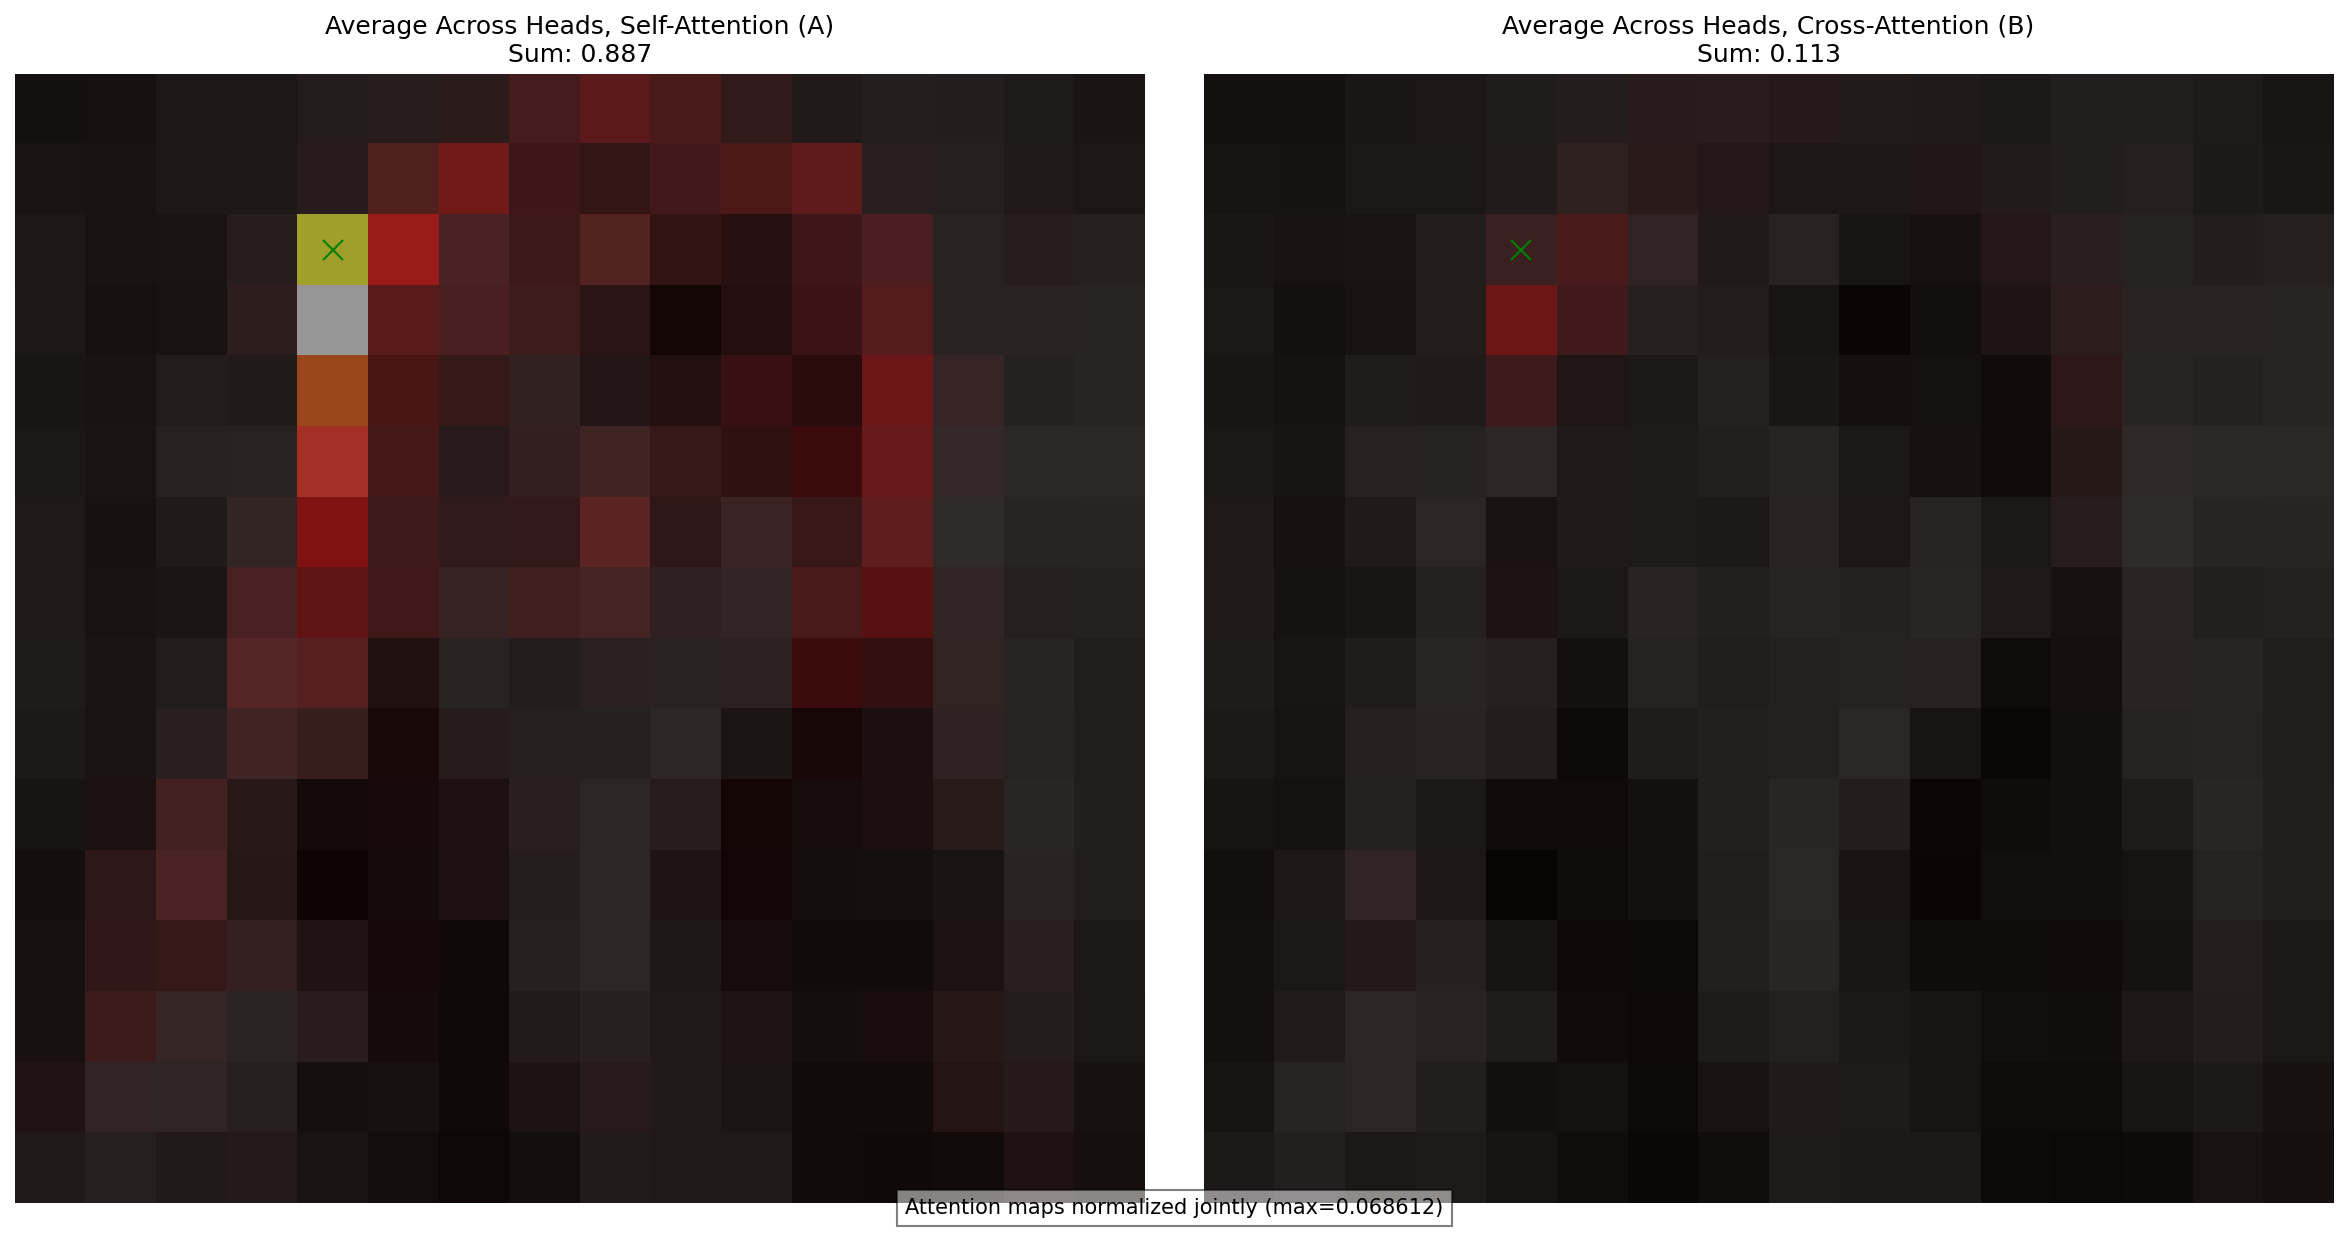 Average Across Heads, Self-Attention (A)
Sum: 0.887
Average Across Heads, Cross-Attention (B)
Sum: 0.113
Attention maps normalized jointly (max=0.068612)